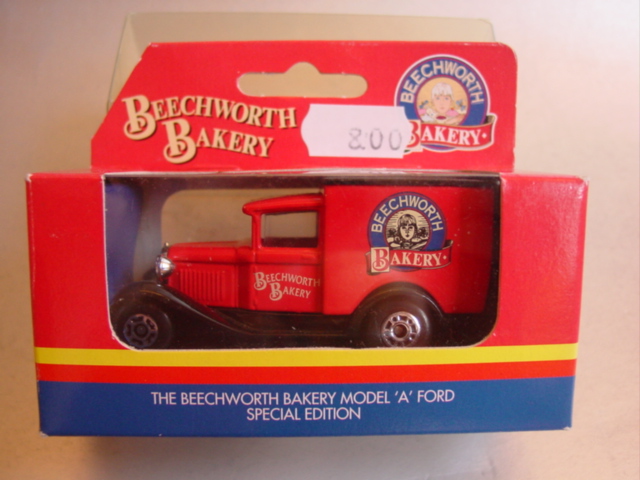 BEECHWORTH
BAKERY
8.00
BEECHWORTH
BAKERY
BEECHWORTH
BAKERY
BEECHWORTH
BAKERY
THE BEECHWORTH BAKERY MODEL 'A' FORD
SPECIAL EDITION